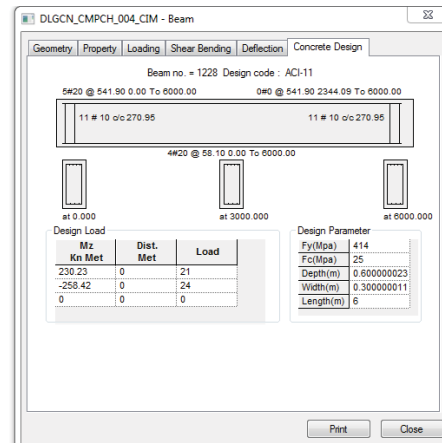 DLGCN_CMPCH_004_CIM - Beam
Geometry Property Loading Shear Bending Deflection Concrete Design
Beam no. = 1228 Design code : ACI-11
5#20 @ 541.90 0.00 To 6000.00 0#0 @ 541.90 2344.09 To 6000.00
11 # 10 c/c 270.95 11 # 10 c/c 270.95
4#20 @ 58.10 0.00 To 6000.00
at 0.000 at 3000.000 at 6000.000
Design Load Design Parameter
Mz Kn Met Dist. Met Load
230.23 0 21
-258.42 0 24
0 0 0
Fy(Mpa) 414
Fc(Mpa) 25
Depth(m) 0.600000023
Width(m) 0.300000011
Length(m) 6
Print Close